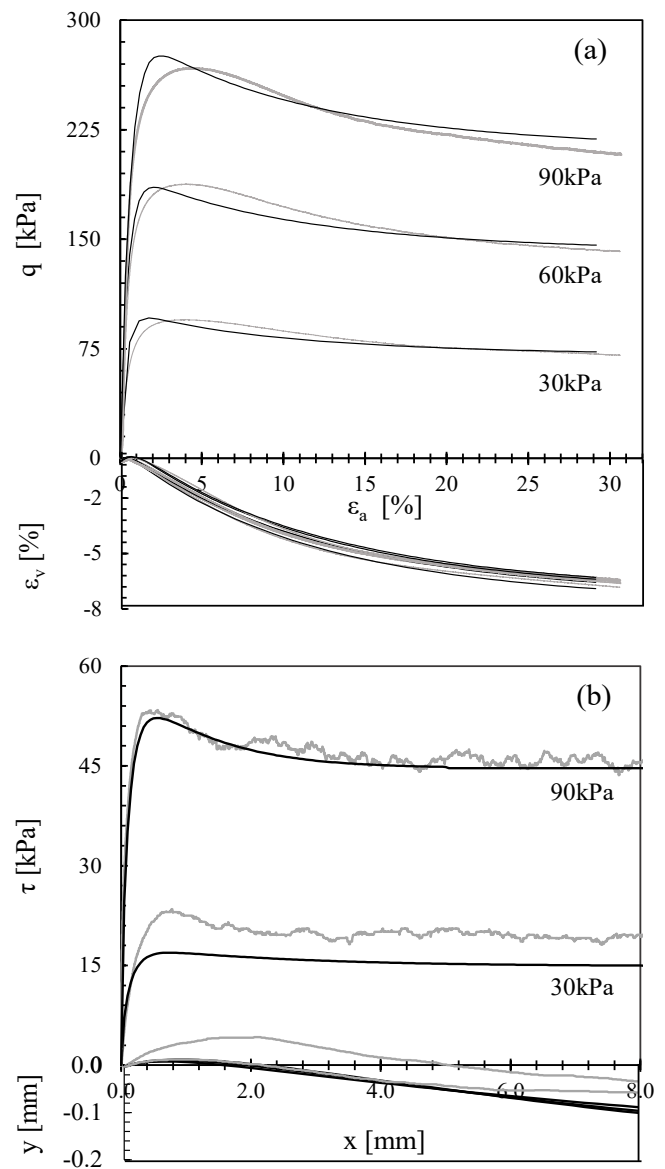 300
(a)
225
q [kPa]
90kPa
150
60kPa
75
30kPa
0
0 5 10 15 20 25 30
-2
εₐ [%]
εᵥ [%]
-5
-8
60
(b)
45
90kPa
τ [kPa]
30
15
30kPa
0.0
0.0 2.0 4.0 6.0 8.0
y [mm]
-0.1
x [mm]
-0.2